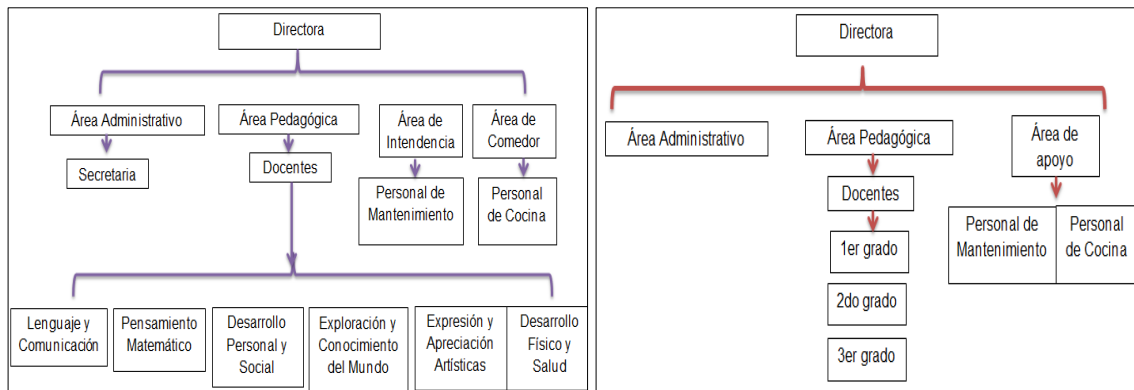 Directora
Área Administrativo
Área Pedagógica
Área de
Intendencia
Área de
Comedor
Secretaria
Docentes
Personal de
Mantenimiento
Personal
de Cocina
Lenguaje y
Comunicación
Pensamiento
Matemático
Desarrollo
Personal y
Social
Exploración y
Conocimiento
del Mundo
Expresión y
Apreciación
Artísticas
Desarrollo
Físico y
Salud
Directora
Área Administrativo
Área Pedagógica
Área de
apoyo
Docentes
Personal de
Mantenimiento
Personal
de Cocina
1er grado
2do grado
3er grado